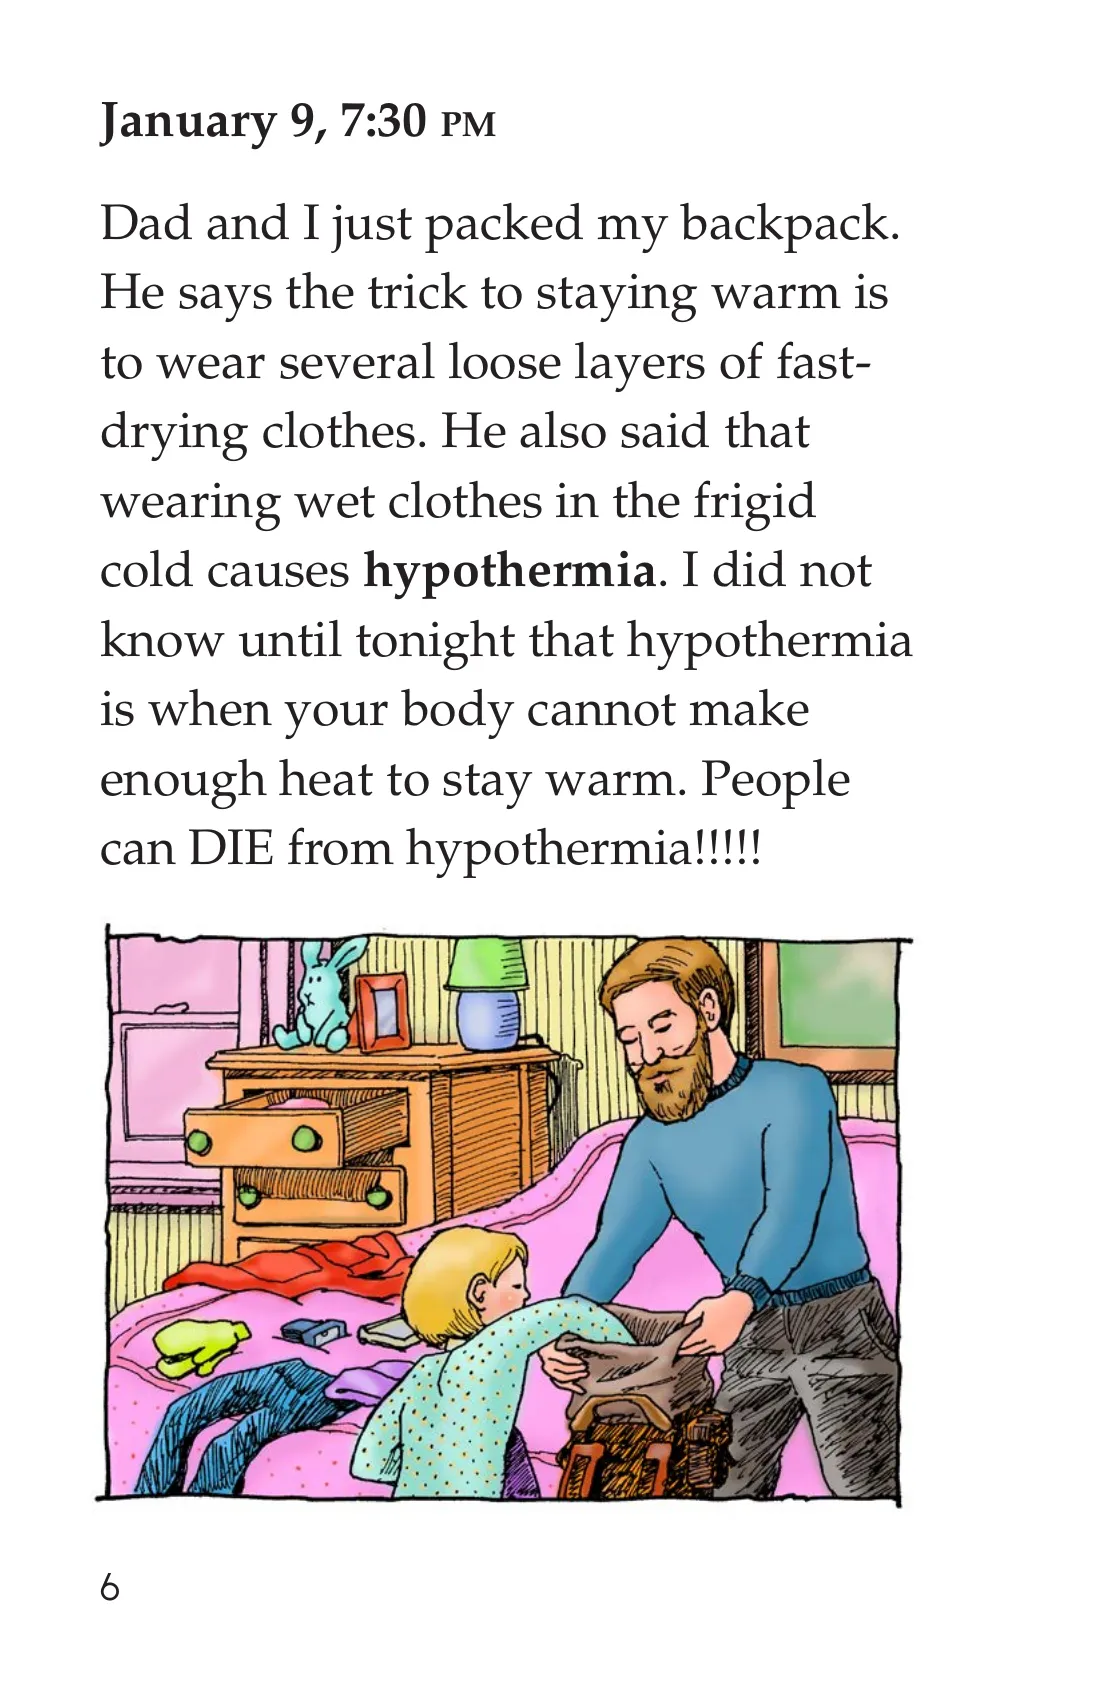 January 9, 7:30 PM
Dad and I just packed my backpack.
He says the trick to staying warm is
to wear several loose layers of fast-
drying clothes. He also said that
wearing wet clothes in the frigid
cold causes hypothermia. I did not
know until tonight that hypothermia
is when your body cannot make
enough heat to stay warm. People
can DIE from hypothermia!!!!!
6